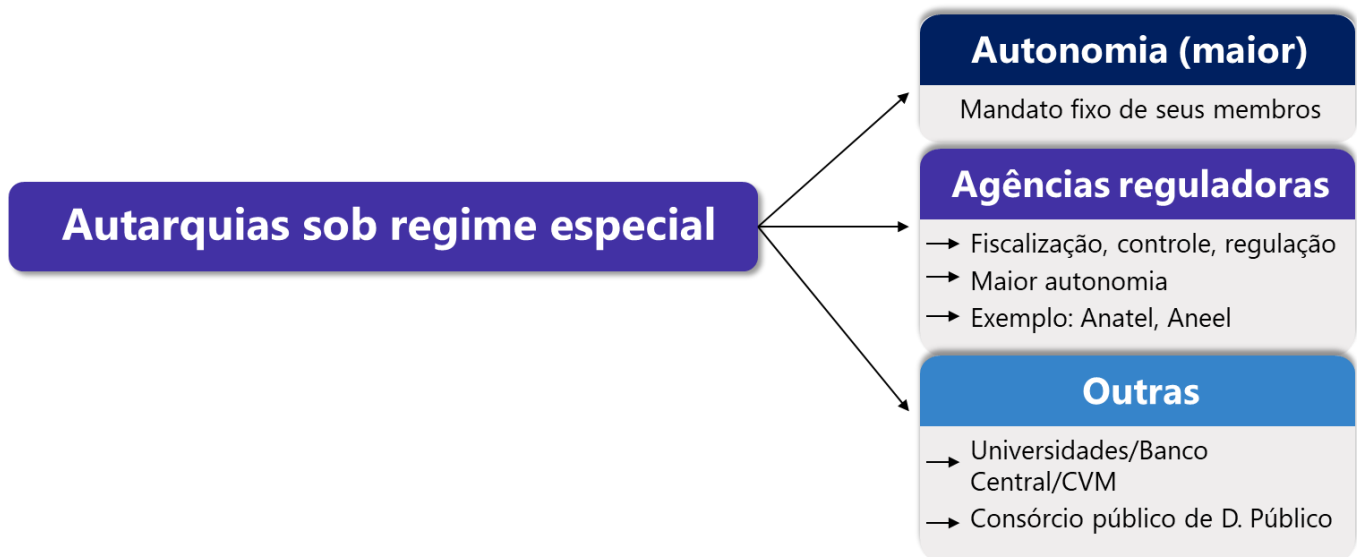 Autarquias sob regime especial
Autonomia (maior)
Mandato fixo de seus membros
Agências reguladoras
Fiscalização, controle, regulação
Maior autonomia
Exemplo: Anatel, Aneel
Outras
Universidades/Banco
Central/CVM
Consórcio público de D. Público